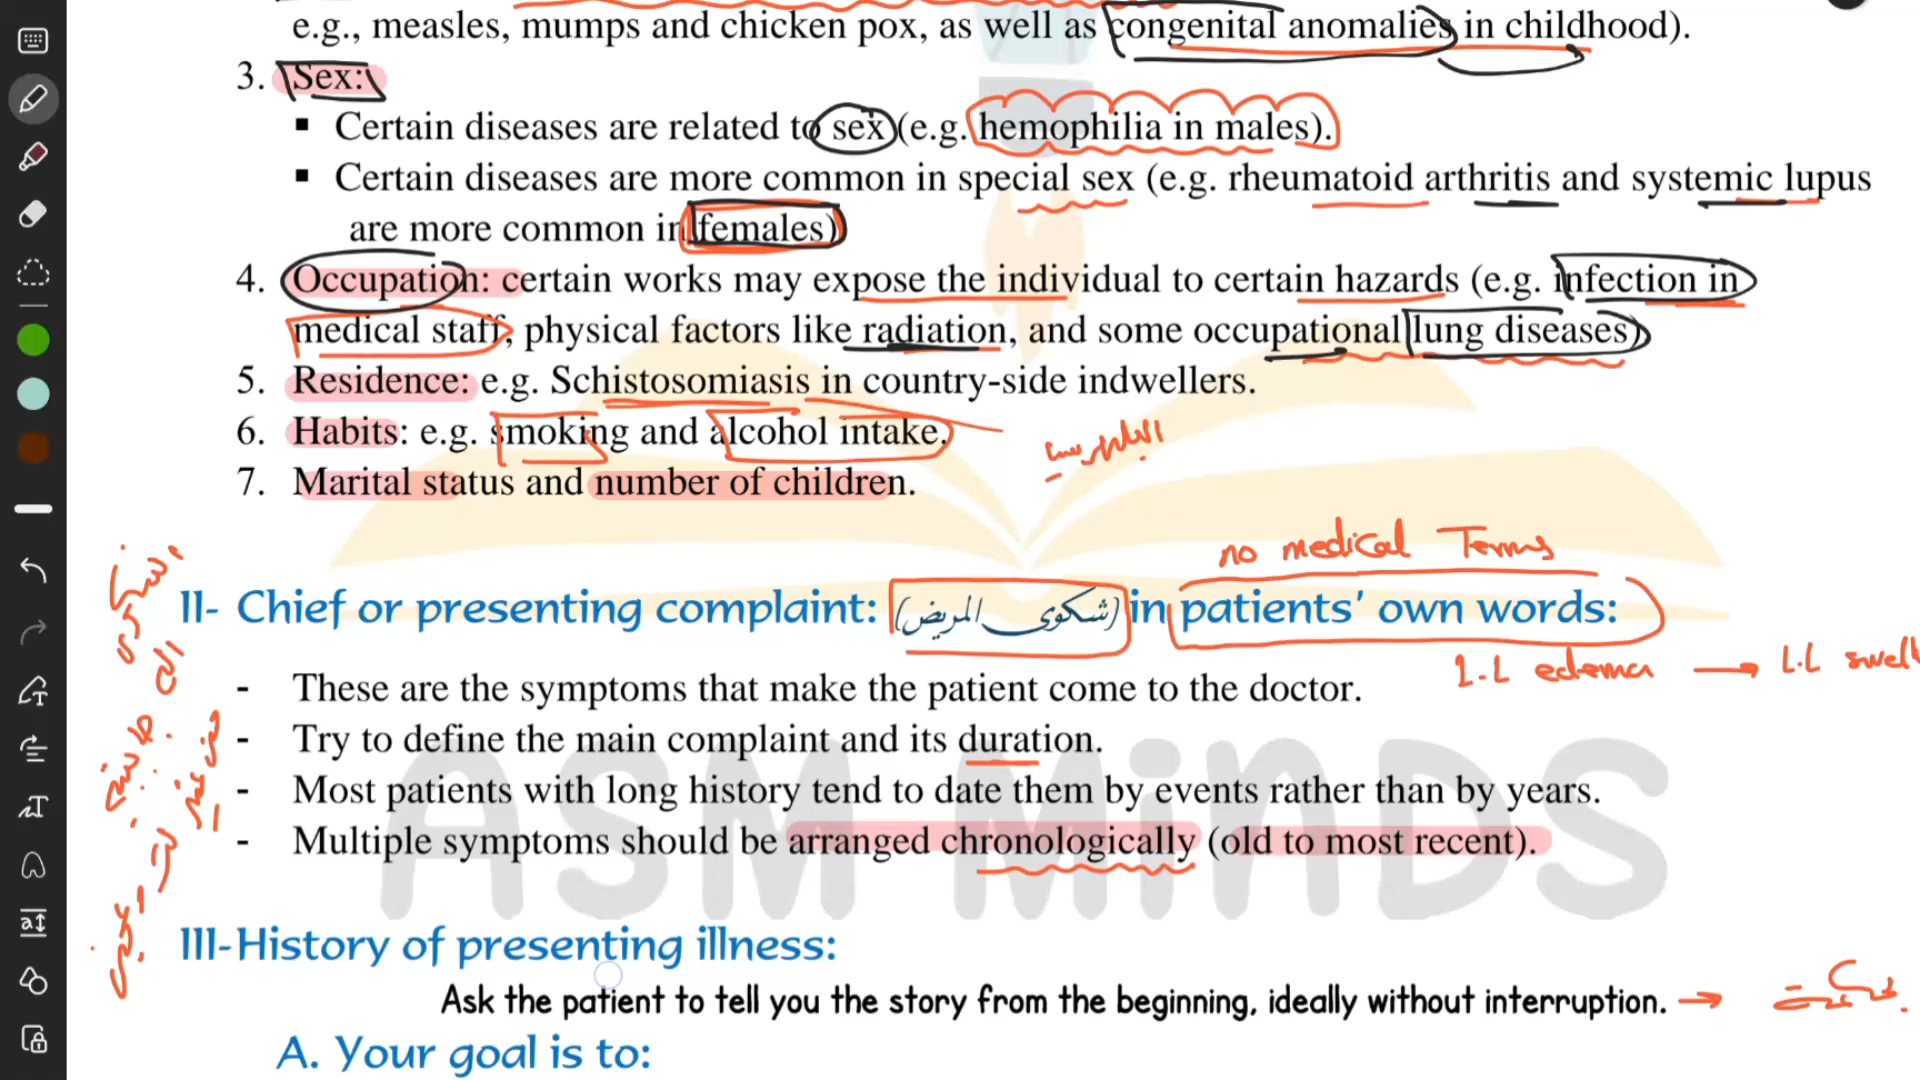 e.g., measles, mumps and chicken pox, as well as congenital anomalies in childhood).
3. Sex:
▪ Certain diseases are related to sex (e.g. hemophilia in males).
▪ Certain diseases are more common in special sex (e.g. rheumatoid arthritis and systemic lupus
are more common in females)
4. Occupation: certain works may expose the individual to certain hazards (e.g. infection in
medical staff, physical factors like radiation, and some occupational lung diseases)
5. Residence: e.g. Schistosomiasis in country-side indwellers.
6. Habits: e.g. smoking and alcohol intake.
البلهارسيا
7. Marital status and number of children.
no medical Terms
II- Chief or presenting complaint: (شكوى المريض) in patients' own words:
L.L edema → L.L swell
- These are the symptoms that make the patient come to the doctor.
- Try to define the main complaint and its duration.
- Most patients with long history tend to date them by events rather than by years.
- Multiple symptoms should be arranged chronologically (old to most recent).
ASM MiNDS
III- History of presenting illness:
Ask the patient to tell you the story from the beginning, ideally without interruption. →
A. Your goal is to: